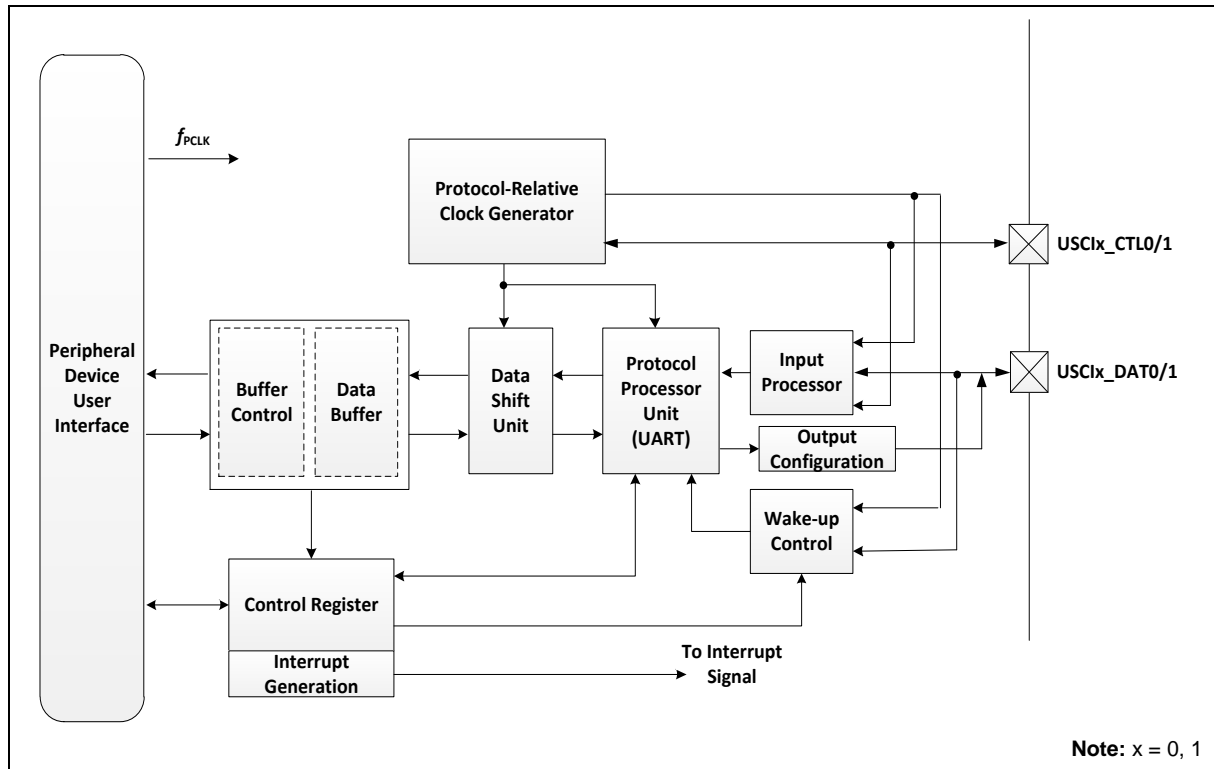 fPCLK
Protocol-Relative
Clock Generator
USCIx_CTL0/1
Peripheral
Device
User
Interface
Buffer
Control
Data
Buffer
Data
Shift
Unit
Protocol
Processor
Unit
(UART)
Input
Processor
USCIx_DAT0/1
Output
Configuration
Wake-up
Control
Control Register
Interrupt
Generation
To Interrupt
Signal
Note: x = 0, 1